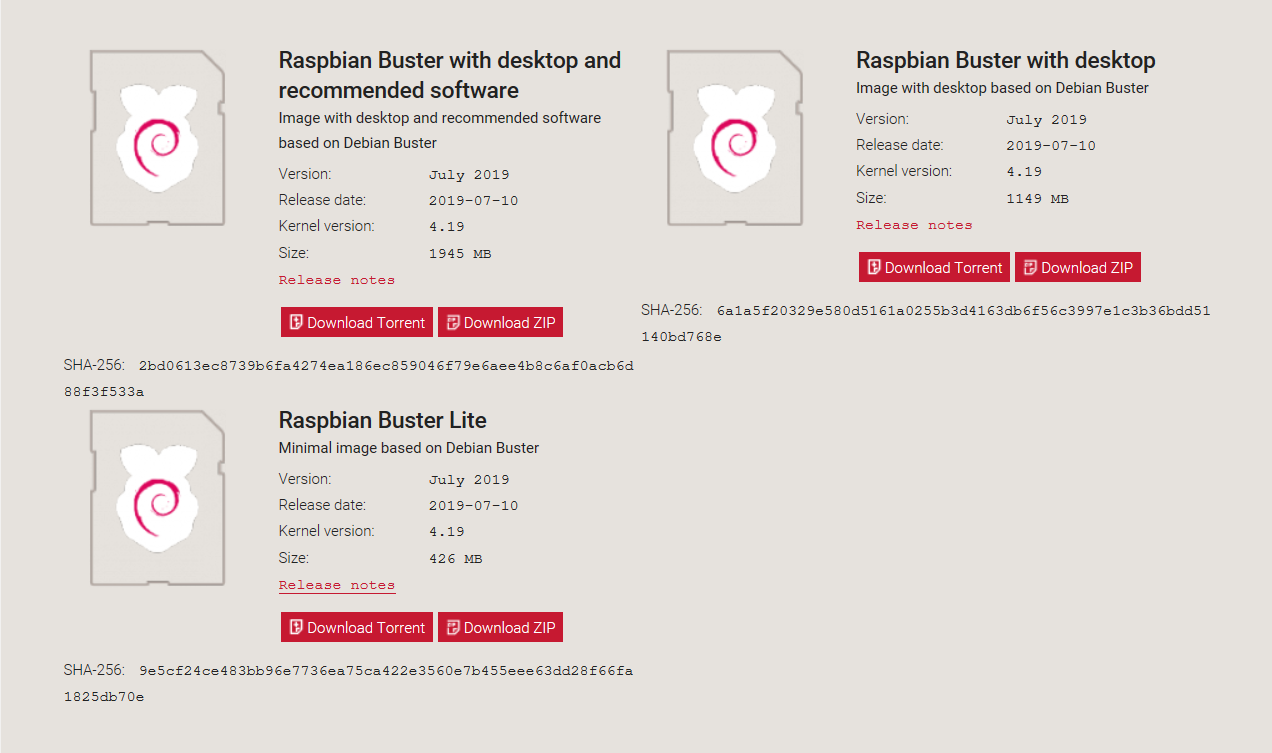 Raspbian Buster with desktop and
recommended software
Image with desktop and recommended software
based on Debian Buster
Version: July 2019
Release date: 2019-07-10
Kernel version: 4.19
Size: 1945 MB
Release notes
Download Torrent Download ZIP
SHA-256: 2bd0613ec8739b6fa4274ea186ec859046f79e6aee4b8c6af0acb6d
88f3f533a
Raspbian Buster with desktop
Image with desktop based on Debian Buster
Version: July 2019
Release date: 2019-07-10
Kernel version: 4.19
Size: 1149 MB
Release notes
Download Torrent Download ZIP
SHA-256: 6a1a5f20329e580d5161a0255b3d4163db6f56c3997e1c3b36bdd51
140bd768e
Raspbian Buster Lite
Minimal image based on Debian Buster
Version: July 2019
Release date: 2019-07-10
Kernel version: 4.19
Size: 426 MB
Release notes
Download Torrent Download ZIP
SHA-256: 9e5cf24ce483bb96e7736ea75ca422e3560e7b455eee63dd28f66fa
1825db70e